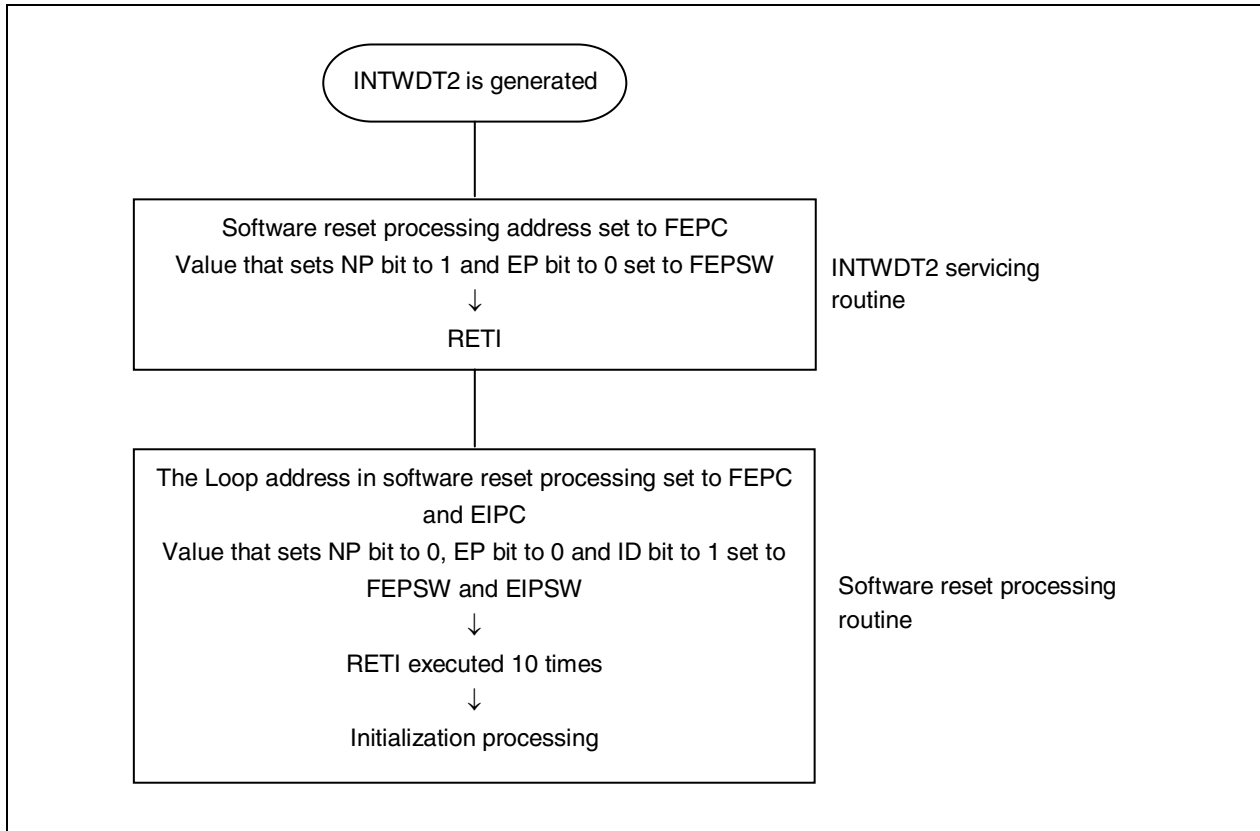 INTWDT2 is generated
Software reset processing address set to FEPC
Value that sets NP bit to 1 and EP bit to 0 set to FEPSW
↓
RETI
INTWDT2 servicing
routine
The Loop address in software reset processing set to FEPC
and EIPC
Value that sets NP bit to 0, EP bit to 0 and ID bit to 1 set to
FEPSW and EIPSW
↓
RETI executed 10 times
↓
Initialization processing
Software reset processing
routine